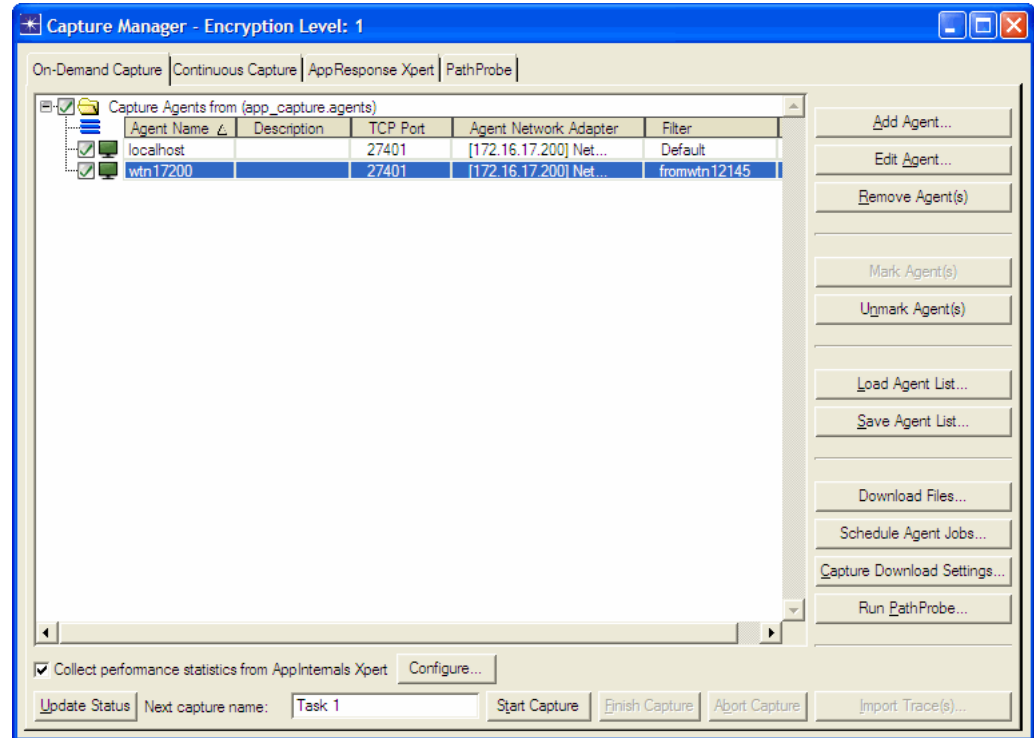 Capture Manager - Encryption Level: 1
On-Demand Capture Continuous Capture AppResponse Xpert PathProbe
Capture Agents from (app_capture.agents)
Agent Name Description TCP Port Agent Network Adapter Filter
localhost 27401 [172.16.17.200] Net... Default
wtn17200 27401 [172.16.17.200] Net... fromwtn12145
Add Agent...
Edit Agent...
Remove Agent(s)
Mark Agent(s)
Unmark Agent(s)
Load Agent List...
Save Agent List...
Download Files...
Schedule Agent Jobs...
Capture Download Settings...
Run PathProbe...
Collect performance statistics from AppInternals Xpert Configure...
Update Status Next capture name: Task 1 Start Capture Finish Capture Abort Capture Import Trace(s)...